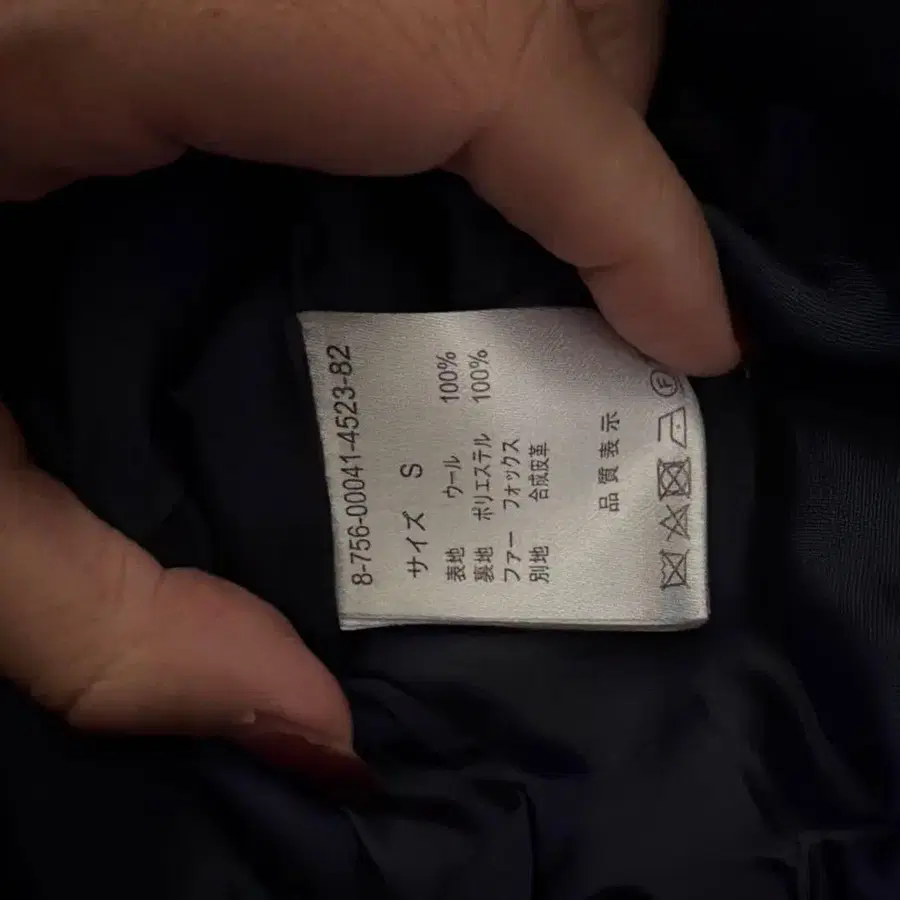 8-756-00041-4523-82
サイズ S
表地 ウール 100%
裏地 ポリエステル 100%
ファー フォックス
別地 合成皮革
品質表示
F